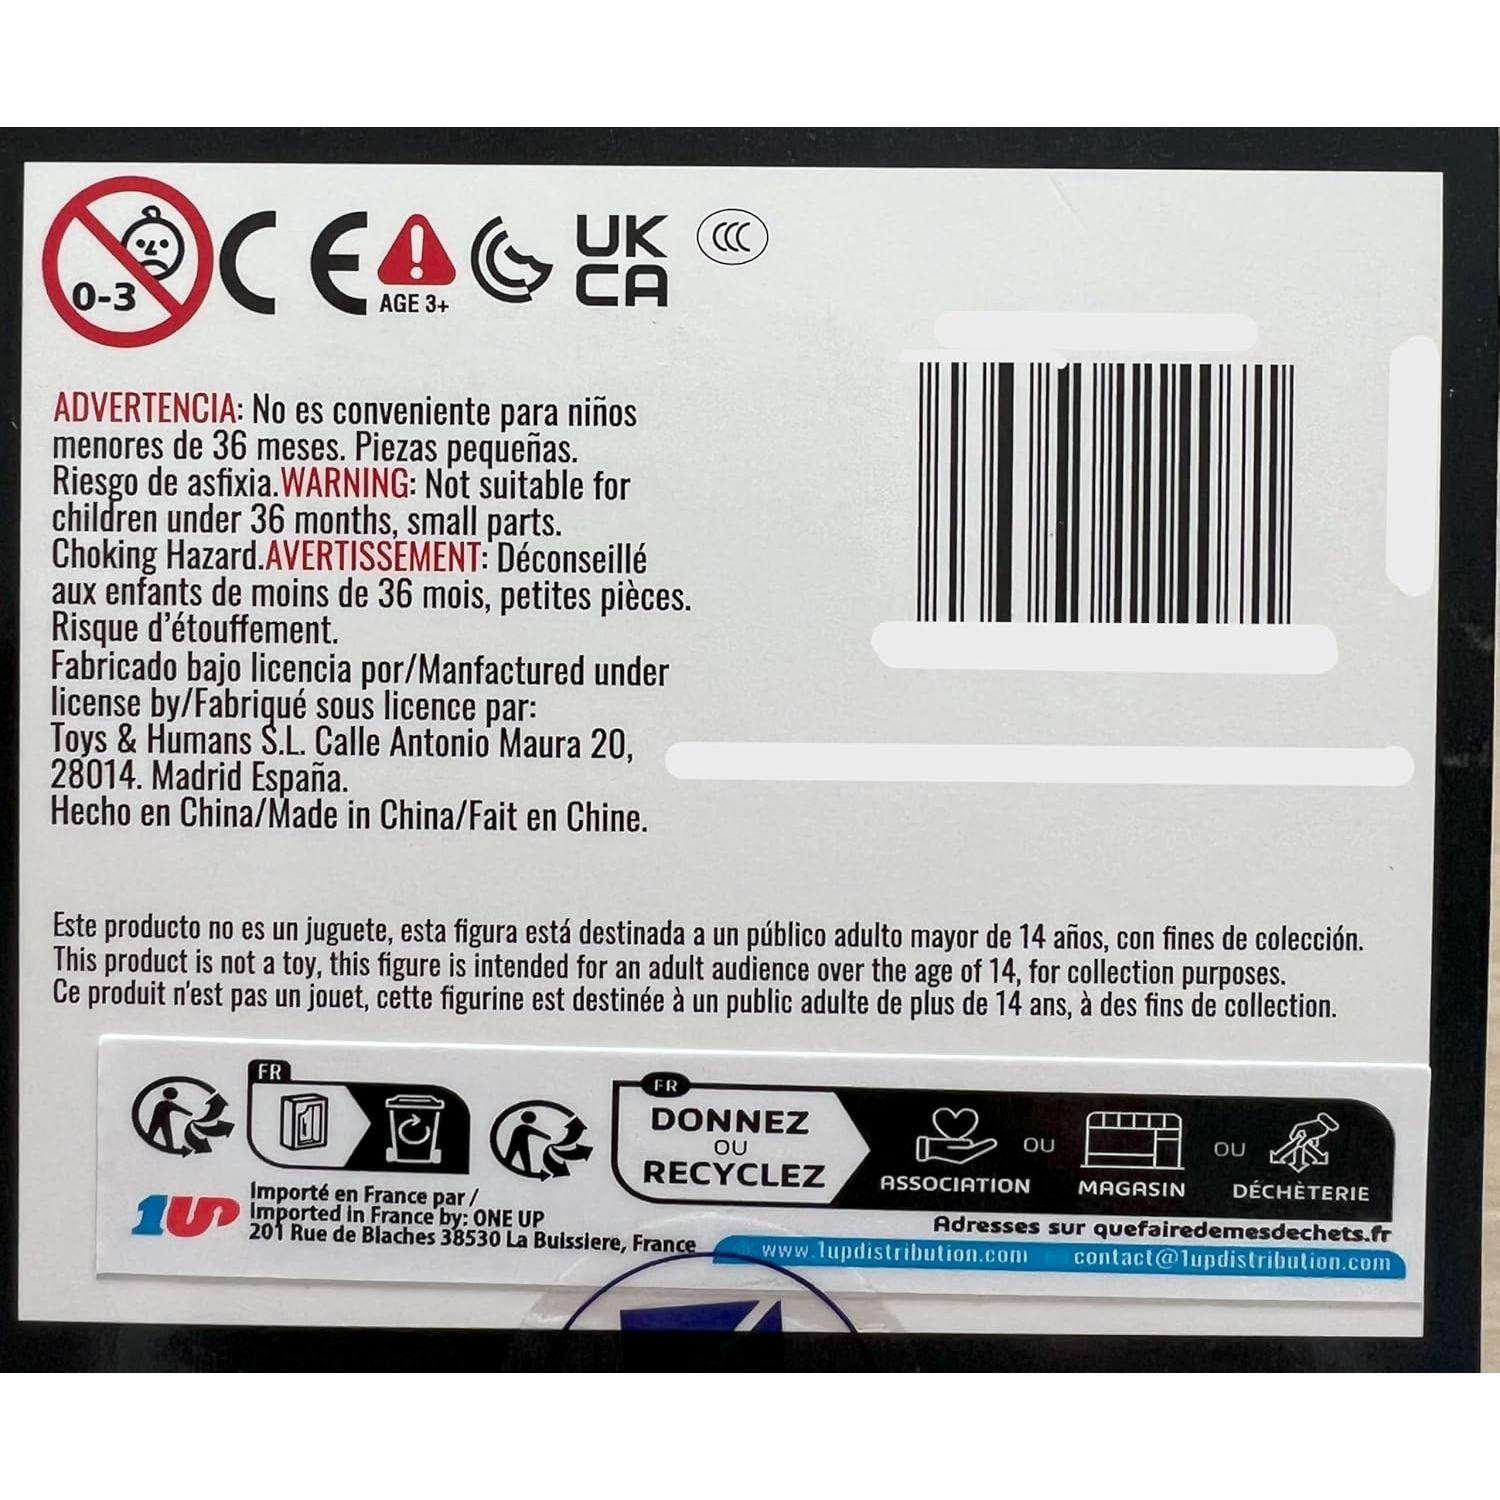 0-3
CE
AGE 3+
UK
CA
CCC
ADVERTENCIA: No es conveniente para niños
menores de 36 meses. Piezas pequeñas.
Riesgo de asfixia.WARNING: Not suitable for
children under 36 months, small parts.
Choking Hazard.AVERTISSEMENT: Déconseillé
aux enfants de moins de 36 mois, petites pièces.
Risque d'étouffement.
Fabricado bajo licencia por/Manfactured under
license by/Fabriqué sous licence par:
Toys & Humans S.L. Calle Antonio Maura 20,
28014. Madrid España.
Hecho en China/Made in China/Fait en Chine.
Este producto no es un juguete, esta figura está destinada a un público adulto mayor de 14 años, con fines de colección.
This product is not a toy, this figure is intended for an adult audience over the age of 14, for collection purposes.
Ce produit n'est pas un jouet, cette figurine est destinée à un public adulte de plus de 14 ans, à des fins de collection.
FR
FR
DONNEZ
OU
RECYCLEZ
ASSOCIATION
OU
MAGASIN
OU
DÉCHÈTERIE
Adresses sur quefairedemesdechets.fr
1UP
Importé en France par /
Imported in France by: ONE UP
201 Rue de Blaches 38530 La Buissiere, France
www.1updistribution.com
contact@1updistribution.com